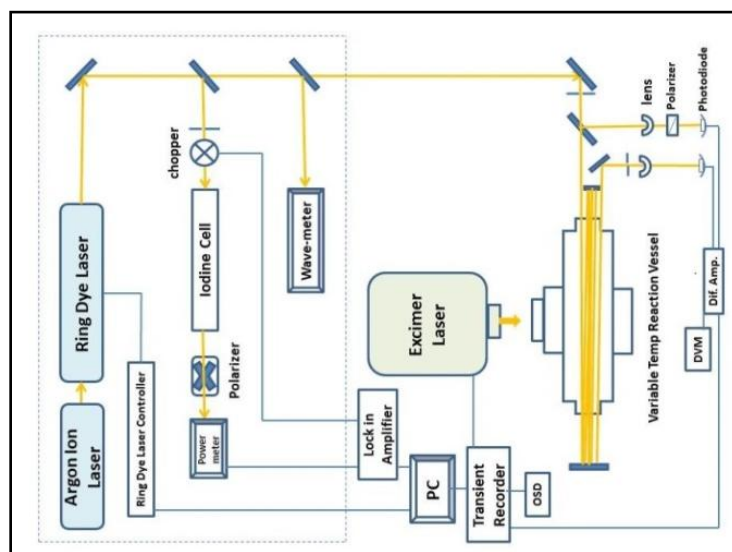 Argon Ion
Laser
Ring Dye Laser
Ring Dye Laser Controller
chopper
Iodine Cell
Polarizer
Power
meter
Wave-meter
Lock in
Amplifier
PC
Excimer
Laser
Transient
Recorder
OSD
Variable Temp Reaction Vessel
lens
Polarizer
Photodiode
Dif. Amp.
DVM